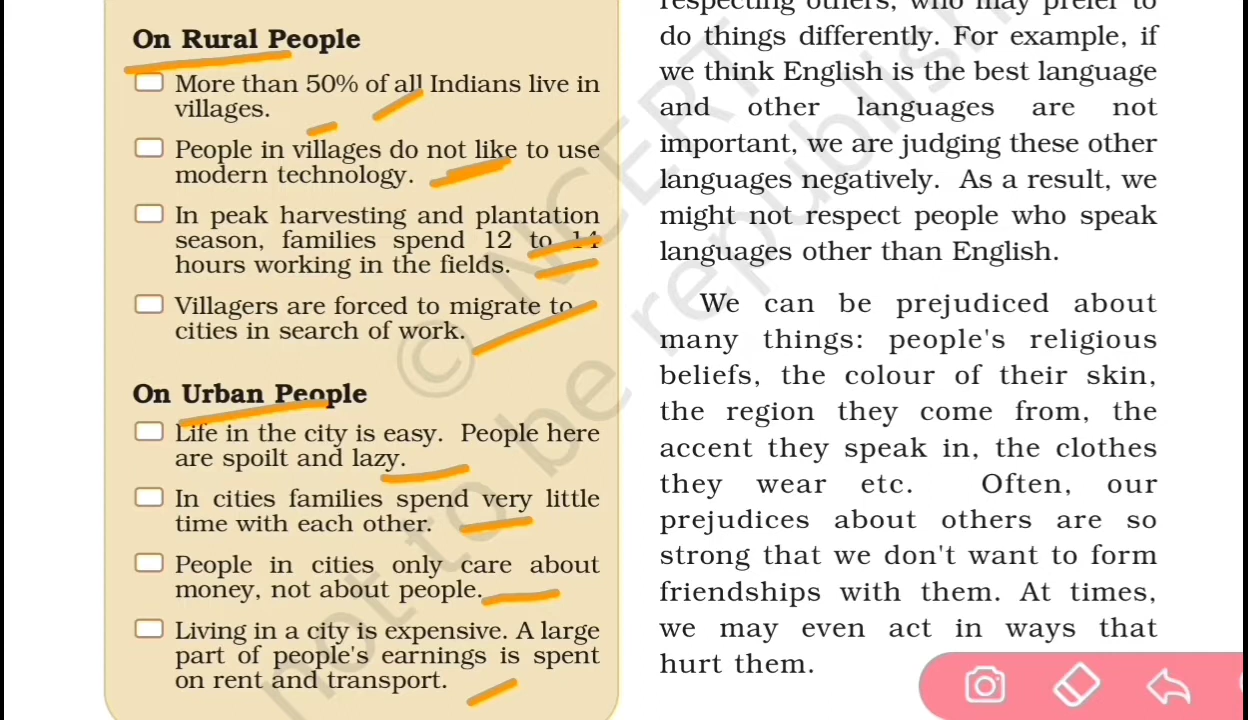 On Rural People
More than 50% of all Indians live in
villages.
People in villages do not like to use
modern technology.
In peak harvesting and plantation
season, families spend 12 to 14
hours working in the fields.
Villagers are forced to migrate to
cities in search of work.
On Urban People
Life in the city is easy. People here
are spoilt and lazy.
In cities families spend very little
time with each other.
People in cities only care about
money, not about people.
Living in a city is expensive. A large
part of people's earnings is spent
on rent and transport.
respecting others, who may prefer to
do things differently. For example, if
we think English is the best language
and other languages are not
important, we are judging these other
languages negatively. As a result, we
might not respect people who speak
languages other than English.
We can be prejudiced about
many things: people's religious
beliefs, the colour of their skin,
the region they come from, the
accent they speak in, the clothes
they wear etc. Often, our
prejudices about others are so
strong that we don't want to form
friendships with them. At times,
we may even act in ways that
hurt them.
© NCERT
not to be republish